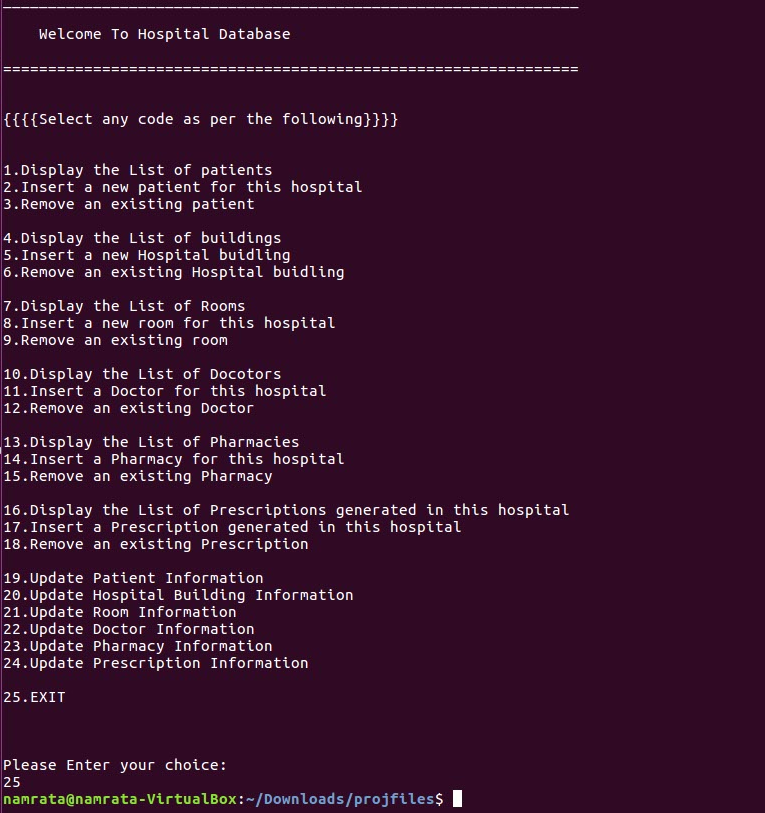 Welcome To Hospital Database
================================================================
{{{{Select any code as per the following}}}}
1.Display the List of patients
2.Insert a new patient for this hospital
3.Remove an existing patient
4.Display the List of buildings
5.Insert a new Hospital buidling
6.Remove an existing Hospital buidling
7.Display the List of Rooms
8.Insert a new room for this hospital
9.Remove an existing room
10.Display the List of Docotors
11.Insert a Doctor for this hospital
12.Remove an existing Doctor
13.Display the List of Pharmacies
14.Insert a Pharmacy for this hospital
15.Remove an existing Pharmacy
16.Display the List of Prescriptions generated in this hospital
17.Insert a Prescription generated in this hospital
18.Remove an existing Prescription
19.Update Patient Information
20.Update Hospital Building Information
21.Update Room Information
22.Update Doctor Information
23.Update Pharmacy Information
24.Update Prescription Information
25.EXIT
Please Enter your choice:
25
namrata@namrata-VirtualBox:~/Downloads/projfiles$